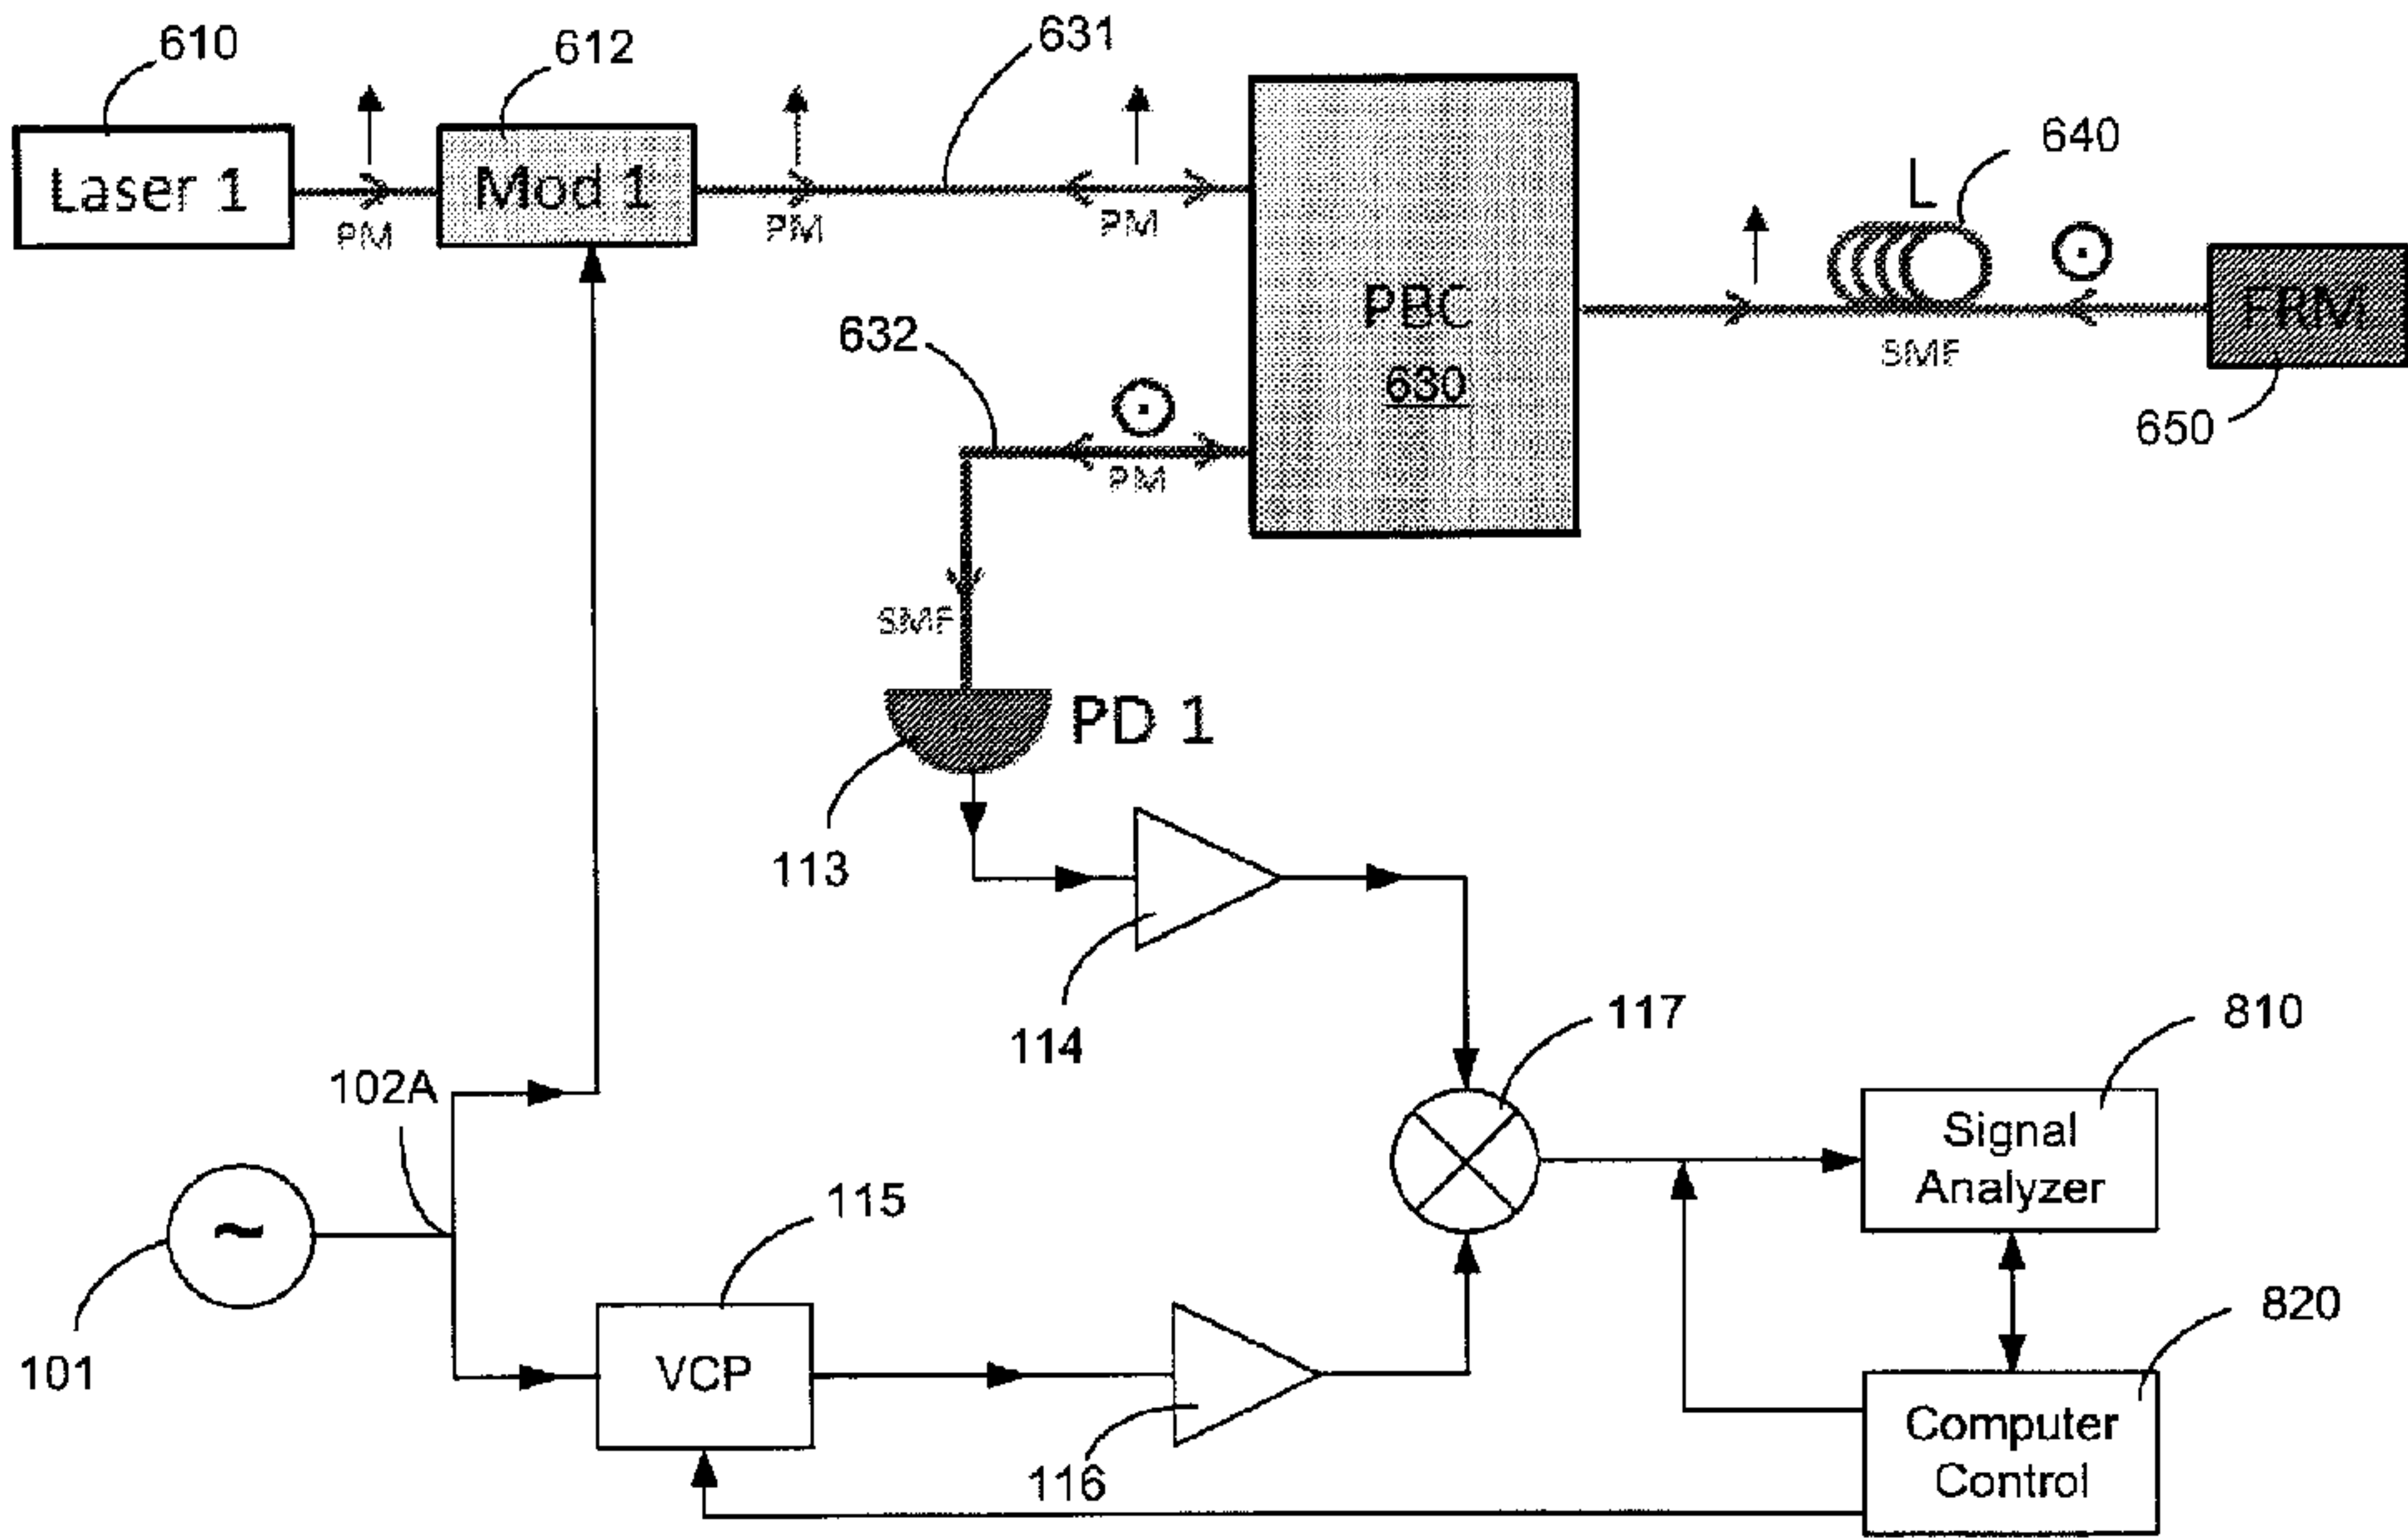 610
612
631
640
Laser 1
Mod 1
PM
PM
PM
L
PBC
630
SMF
FRM
650
632
PM
SMF
PD 1
113
114
117
810
102A
Signal
Analyzer
115
~
101
VCP
116
820
Computer
Control